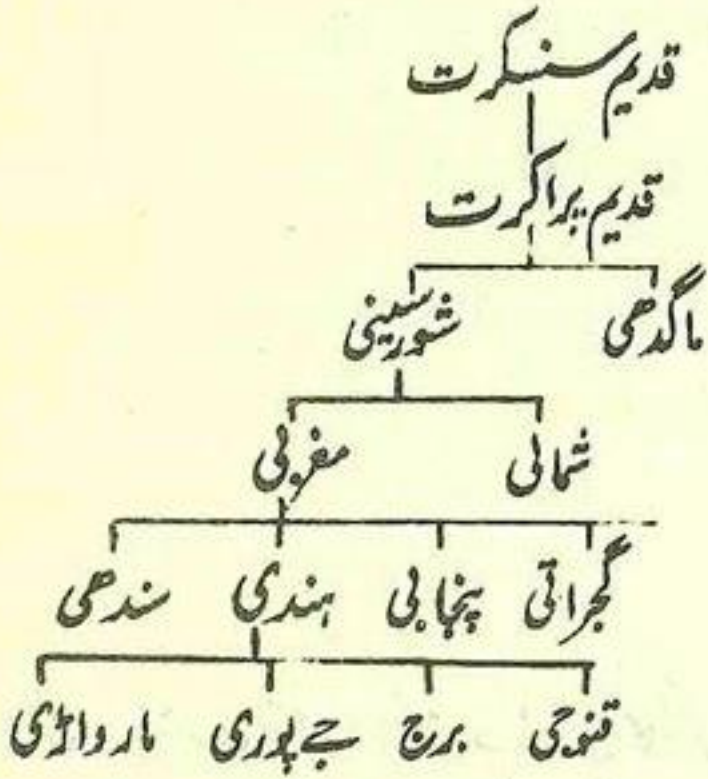 قدیم سنسکرت
قدیم پراکرت
ماگدھی شورسینی
شمالی مغربی
گجراتی پنجابی ہندی سندھی
قنوجی برج جے پوری مارواڑی